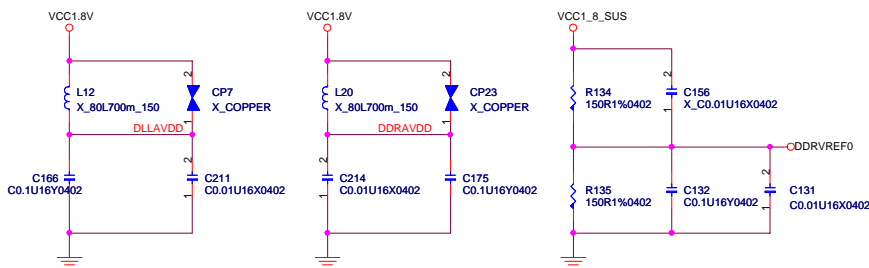 VCC1.8V
L12
X_80L700m_150
2
CP7
X_COPPER
1
DLLAVDD
C166
C0.1U16Y0402
2
C211
C0.01U16X0402
1
VCC1.8V
L20
X_80L700m_150
2
CP23
X_COPPER
1
DDRAVDD
2
C214
C0.01U16X0402
1
C175
C0.1U16Y0402
VCC1_8_SUS
R134
150R1%0402
2
C156
X_C0.01U16X0402
1
DDRVREF0
R135
150R1%0402
C132
C0.1U16Y0402
2
C131
C0.01U16X0402
1